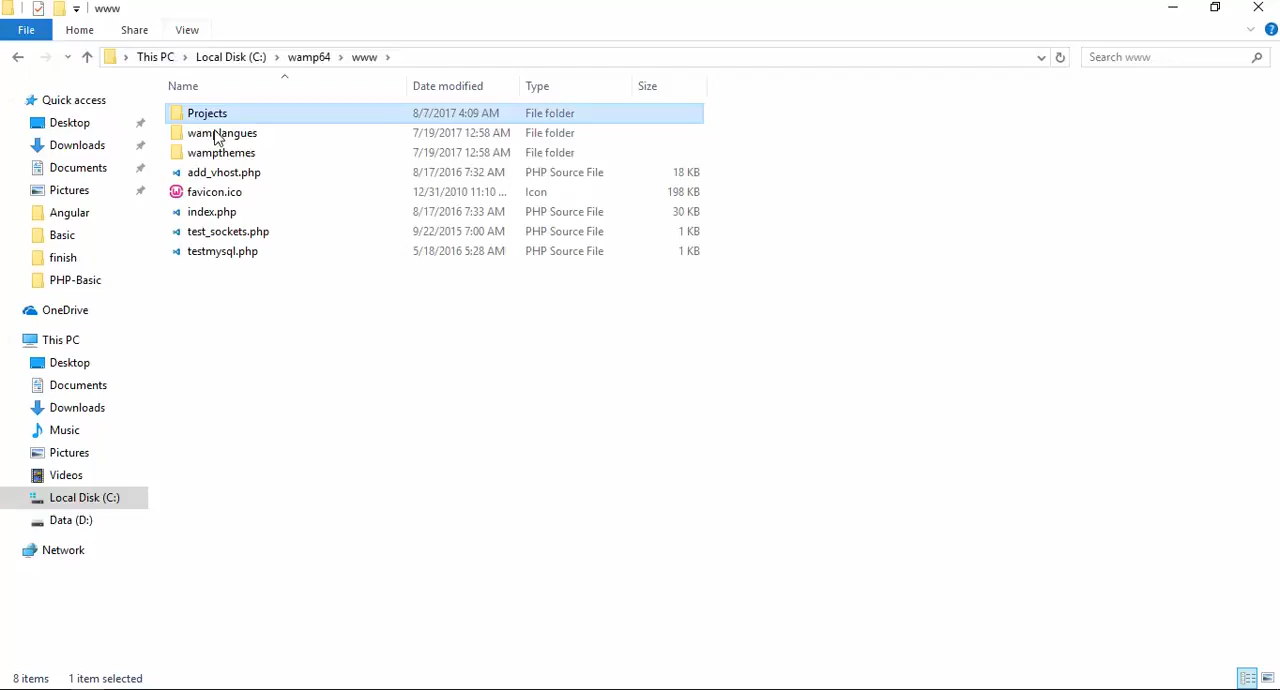 www
File Home Share View
This PC Local Disk (C:) wamp64 www Search www
Name Date modified Type Size
Quick access
Desktop
Downloads
Documents
Pictures
Angular
Basic
finish
PHP-Basic
OneDrive
This PC
Desktop
Documents
Downloads
Music
Pictures
Videos
Local Disk (C:)
Data (D:)
Network
Projects 8/7/2017 4:09 AM File folder
wamplangues 7/19/2017 12:58 AM File folder
wampthemes 7/19/2017 12:58 AM File folder
add_vhost.php 8/17/2016 7:32 AM PHP Source File 18 KB
favicon.ico 12/31/2010 11:10 ... Icon 198 KB
index.php 8/17/2016 7:33 AM PHP Source File 30 KB
test_sockets.php 9/22/2015 7:00 AM PHP Source File 1 KB
testmysql.php 5/18/2016 5:28 AM PHP Source File 1 KB
8 items 1 item selected